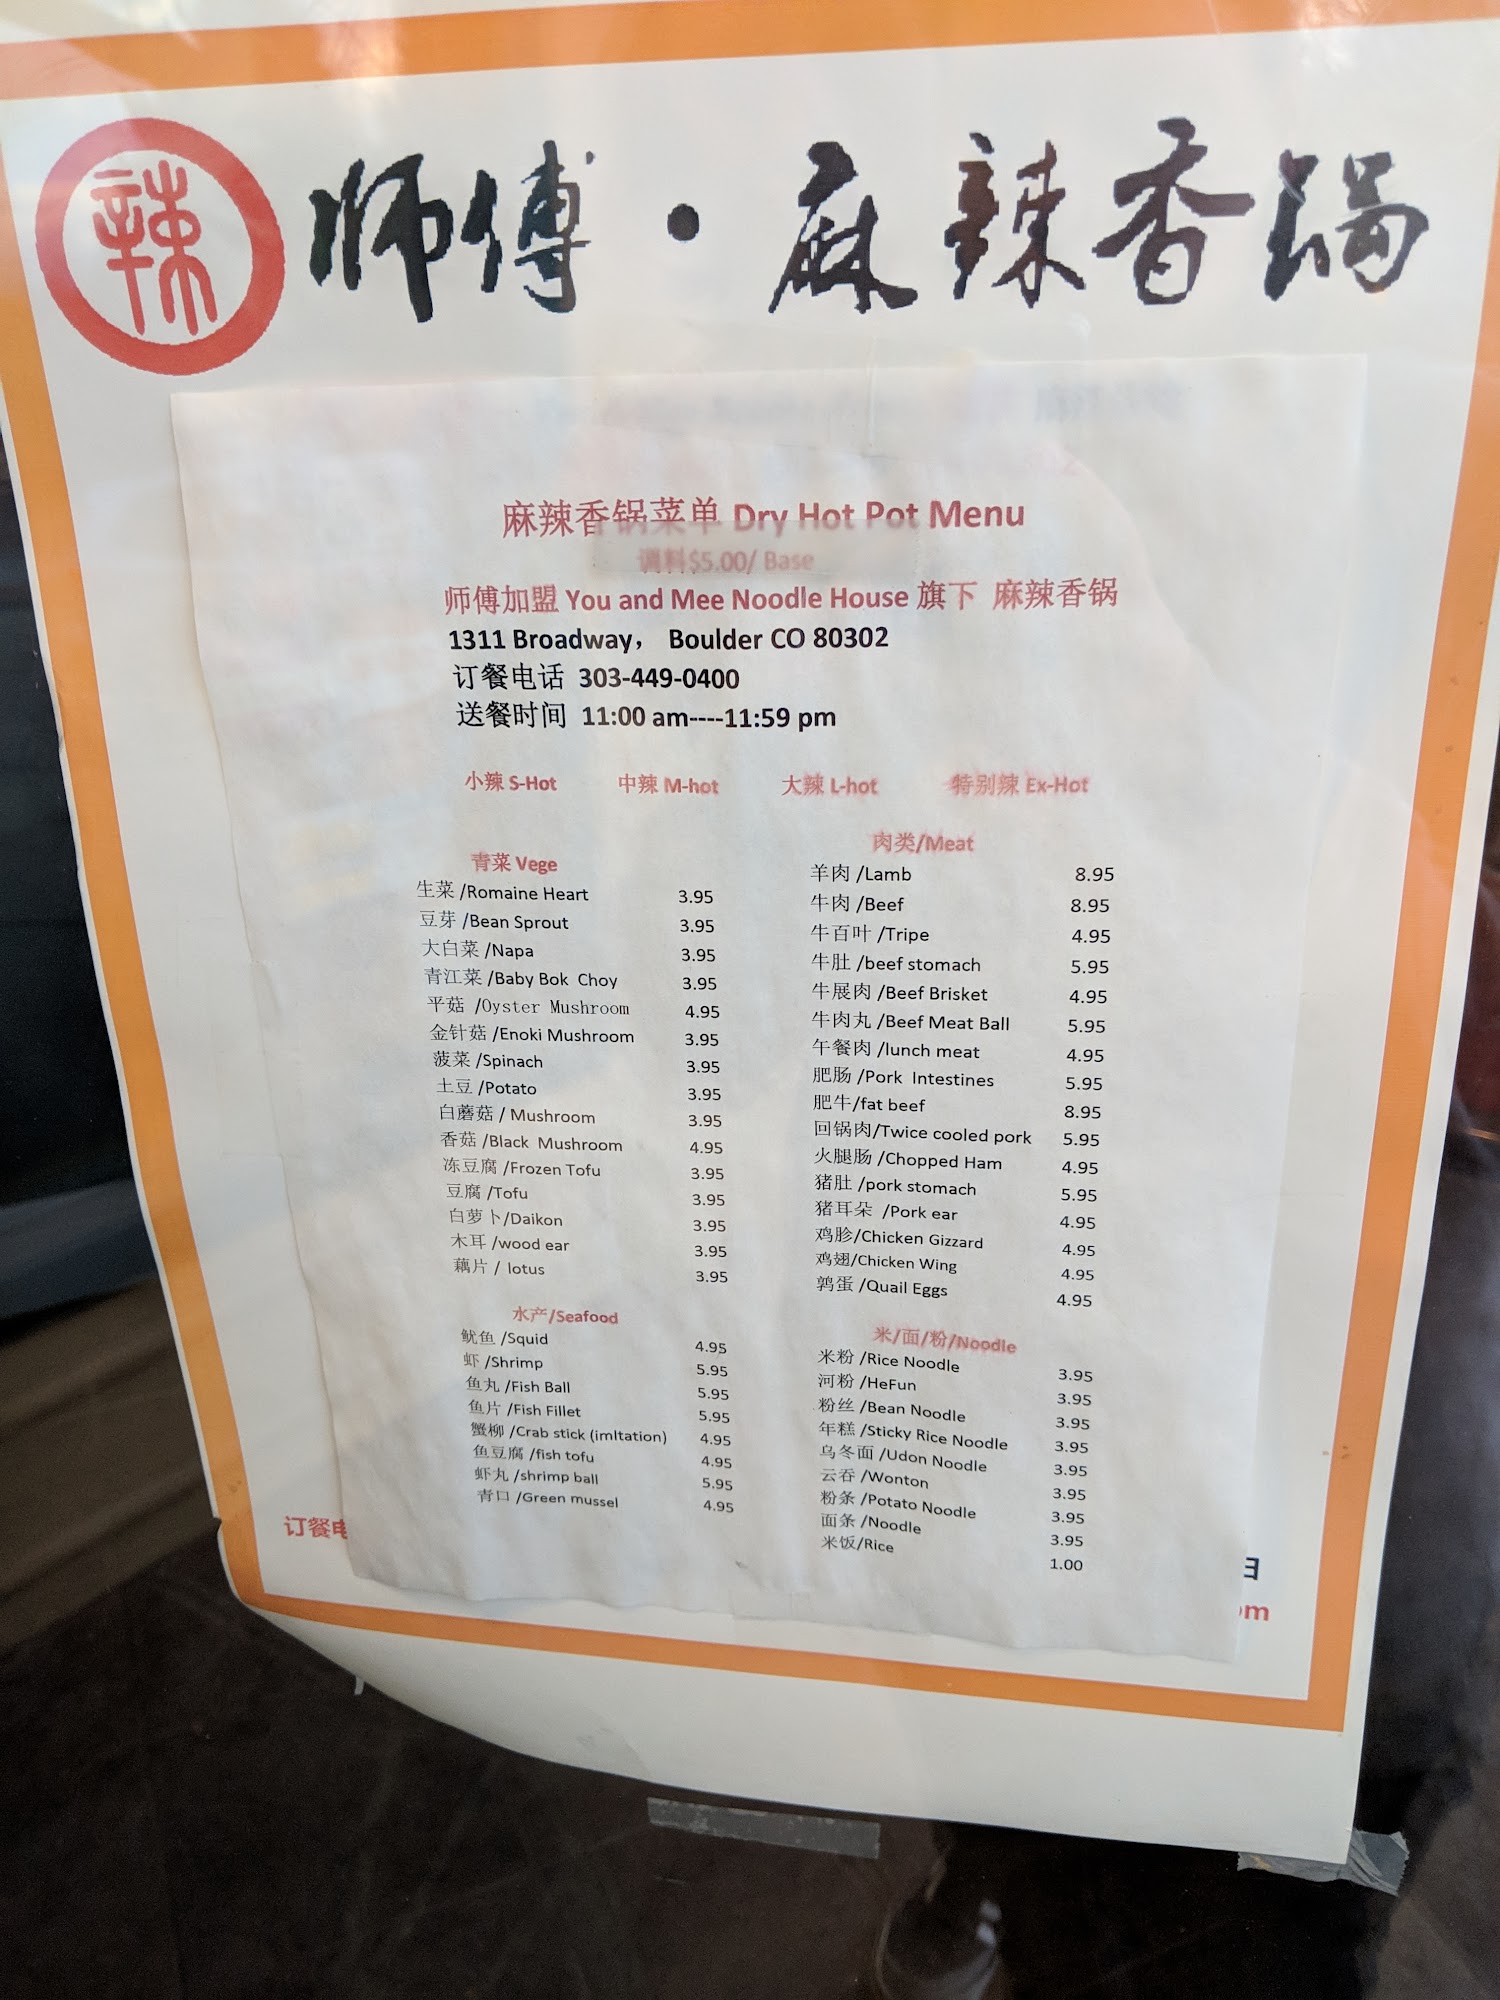 辣
师傅·麻辣香锅
麻辣香锅菜单 Dry Hot Pot Menu
调料$5.00/ Base
师傅加盟 You and Mee Noodle House 旗下 麻辣香锅
1311 Broadway， Boulder CO 80302
订餐电话 303-449-0400
送餐时间 11:00 am----11:59 pm
小辣 S-Hot 中辣 M-hot 大辣 L-hot 特别辣 Ex-Hot
青菜 Vege
生菜 /Romaine Heart 3.95
豆芽 /Bean Sprout 3.95
大白菜 /Napa 3.95
青江菜 /Baby Bok Choy 3.95
平菇 /Oyster Mushroom 4.95
金针菇 /Enoki Mushroom 3.95
菠菜 /Spinach 3.95
土豆 /Potato 3.95
白蘑菇 / Mushroom 3.95
香菇 /Black Mushroom 4.95
冻豆腐 /Frozen Tofu 3.95
豆腐 /Tofu 3.95
白萝卜/Daikon 3.95
木耳 /wood ear 3.95
藕片 / lotus 3.95
水产/Seafood
鱿鱼 /Squid 4.95
虾 /Shrimp 5.95
鱼丸 /Fish Ball 5.95
鱼片 /Fish Fillet 5.95
蟹柳 /Crab stick (imItation) 4.95
鱼豆腐 /fish tofu 4.95
虾丸 /shrimp ball 5.95
青口 /Green mussel 4.95
肉类/Meat
羊肉 /Lamb 8.95
牛肉 /Beef 8.95
牛百叶 /Tripe 4.95
牛肚 /beef stomach 5.95
牛展肉 /Beef Brisket 4.95
牛肉丸 /Beef Meat Ball 5.95
午餐肉 /lunch meat 4.95
肥肠 /Pork Intestines 5.95
肥牛/fat beef 8.95
回锅肉/Twice cooled pork 5.95
火腿肠 /Chopped Ham 4.95
猪肚 /pork stomach 5.95
猪耳朵 /Pork ear 4.95
鸡胗/Chicken Gizzard 4.95
鸡翅/Chicken Wing 4.95
鹑蛋 /Quail Eggs 4.95
米/面/粉/Noodle
米粉 /Rice Noodle 3.95
河粉 /HeFun 3.95
粉丝 /Bean Noodle 3.95
年糕 /Sticky Rice Noodle 3.95
乌冬面 /Udon Noodle 3.95
云吞 /Wonton 3.95
粉条 /Potato Noodle 3.95
面条 /Noodle 3.95
米饭/Rice 1.00
订餐电
om